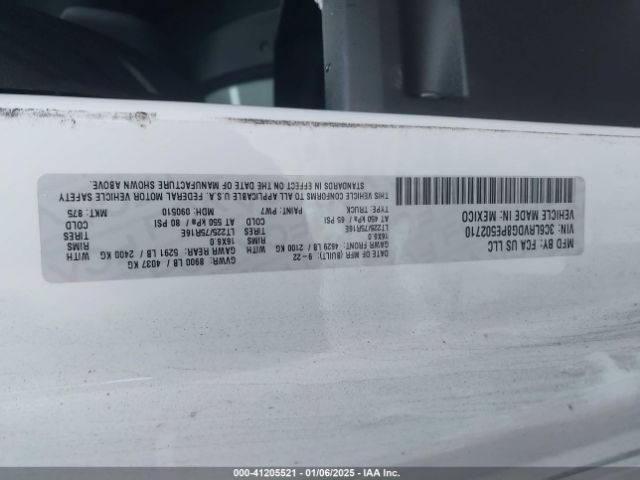 MFD BY: FCA US LLC
DATE OF MFR (BUILT): 9-22
GVWR: 8900 LB / 4037 KG
VIN: 3C6LRVDG8PE502710
GAWR FRONT: 4629 LB 2100 KG WITH
16X6.0 RIMS
LT225/75R16E TIRES
AT 450 kPa / 65 PSI COLD
GAWR REAR: 5291 LB / 2400 KG WITH
16X6.0 RIMS
LT225/75R16E TIRES
AT 550 kPa / 80 PSI COLD
VEHICLE MADE IN: MEXICO
TYPE: TRUCK PAINT: PW7 MDH: 090510 MKT: 875
THIS VEHICLE CONFORMS TO ALL APPLICABLE U.S.A. FEDERAL MOTOR VEHICLE SAFETY
STANDARDS IN EFFECT ON THE DATE OF MANUFACTURE SHOWN ABOVE.
000-41205521 - 01/06/2025 - IAA Inc.